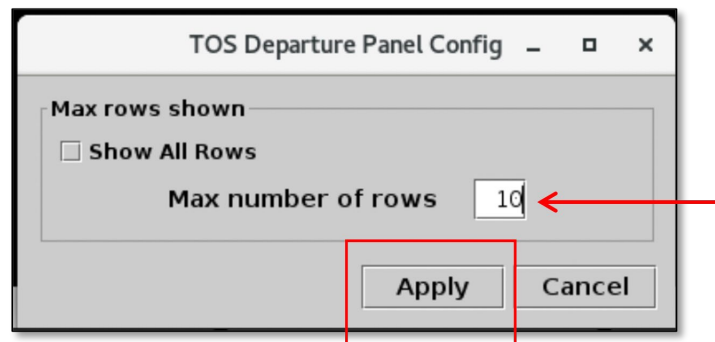 TOS Departure Panel Config
Max rows shown
Show All Rows
Max number of rows 10
Apply Cancel